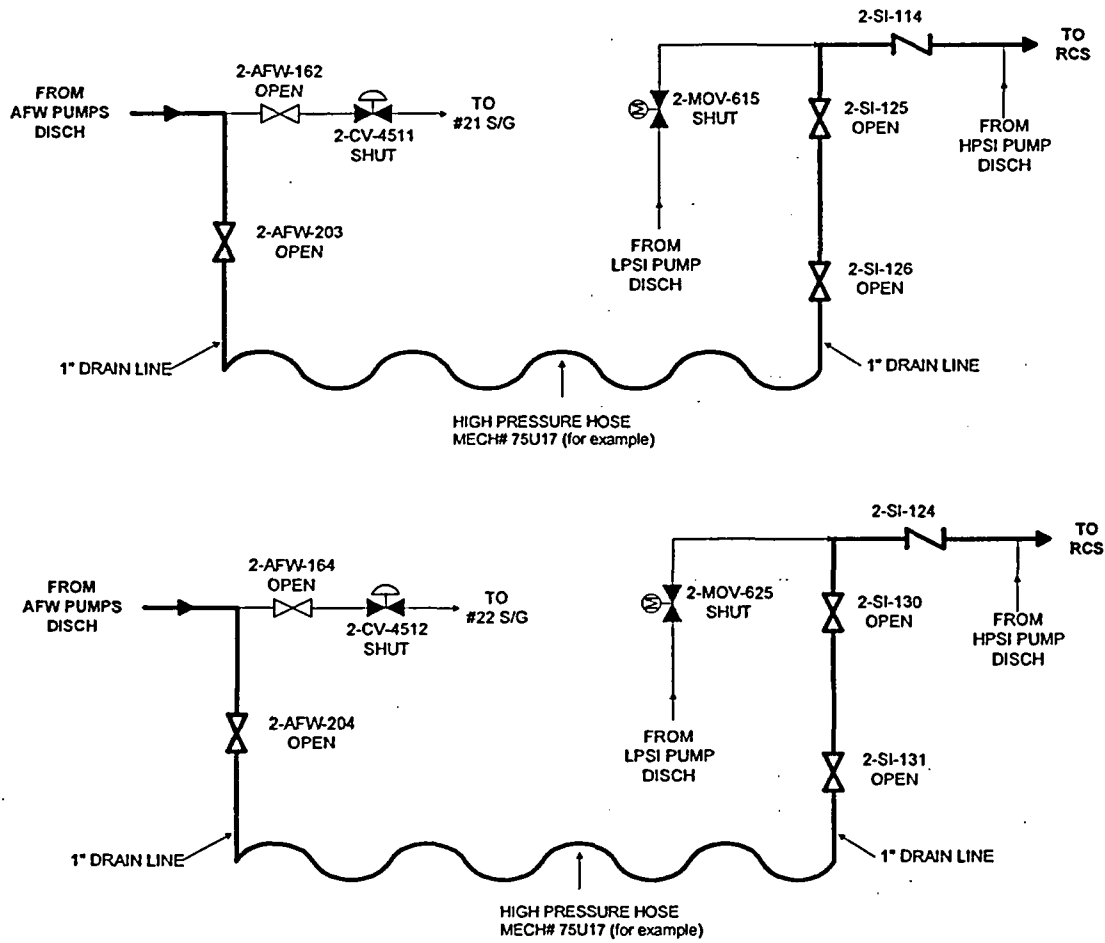 2-SI-114
TO
RCS
FROM
AFW PUMPS
DISCH
2-AFW-162
OPEN
2-CV-4511
SHUT
TO
#21 S/G
2-MOV-615
SHUT
2-SI-125
OPEN
FROM
HPSI PUMP
DISCH
2-AFW-203
OPEN
FROM
LPSI PUMP
DISCH
2-SI-126
OPEN
1" DRAIN LINE
1" DRAIN LINE
HIGH PRESSURE HOSE
MECH# 75U17 (for example)
2-SI-124
TO
RCS
FROM
AFW PUMPS
DISCH
2-AFW-164
OPEN
2-CV-4512
SHUT
TO
#22 S/G
M
2-MOV-625
SHUT
2-SI-130
OPEN
FROM
HPSI PUMP
DISCH
2-AFW-204
OPEN
FROM
LPSI PUMP
DISCH
2-SI-131
OPEN
1" DRAIN LINE
1" DRAIN LINE
HIGH PRESSURE HOSE
MECH# 75U17 (for example)